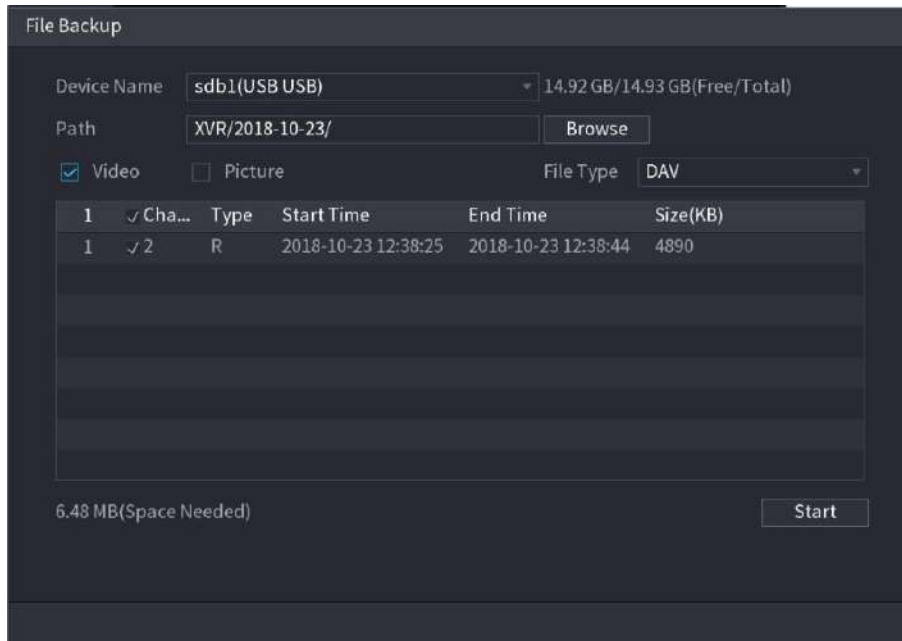 File Backup
Device Name sdb1(USB USB) 14.92 GB/14.93 GB(Free/Total)
Path XVR/2018-10-23/ Browse
Video Picture File Type DAV
1 Cha... Type Start Time End Time Size(KB)
1 2 R 2018-10-23 12:38:25 2018-10-23 12:38:44 4890
6.48 MB(Space Needed) Start